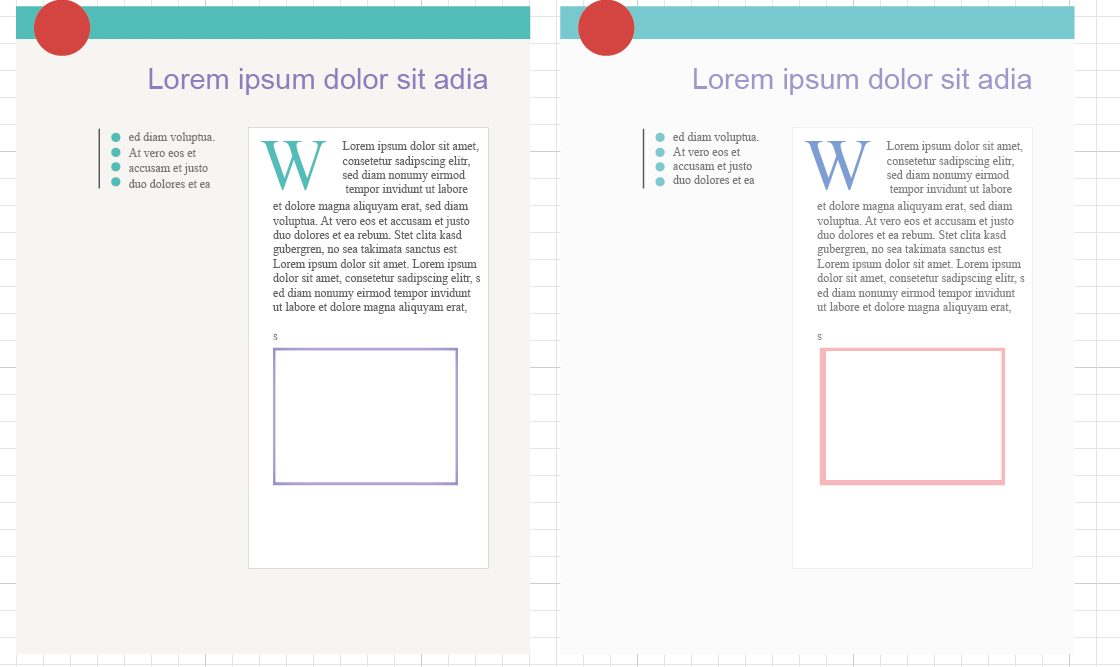 Lorem ipsum dolor sit adia
ed diam voluptua.
At vero eos et
accusam et justo
duo dolores et ea
W
Lorem ipsum dolor sit amet,
consetetur sadipscing elitr,
sed diam nonumy eirmod
tempor invidunt ut labore
et dolore magna aliquyam erat, sed diam
voluptua. At vero eos et accusam et justo
duo dolores et ea rebum. Stet clita kasd
gubergren, no sea takimata sanctus est
Lorem ipsum dolor sit amet. Lorem ipsum
dolor sit amet, consetetur sadipscing elitr, s
ed diam nonumy eirmod tempor invidunt
ut labore et dolore magna aliquyam erat,
s
Lorem ipsum dolor sit adia
ed diam voluptua.
At vero eos et
accusam et justo
duo dolores et ea
W
Lorem ipsum dolor sit amet,
consetetur sadipscing elitr,
sed diam nonumy eirmod
tempor invidunt ut labore
et dolore magna aliquyam erat, sed diam
voluptua. At vero eos et accusam et justo
duo dolores et ea rebum. Stet clita kasd
gubergren, no sea takimata sanctus est
Lorem ipsum dolor sit amet. Lorem ipsum
dolor sit amet, consetetur sadipscing elitr, s
ed diam nonumy eirmod tempor invidunt
ut labore et dolore magna aliquyam erat,
s